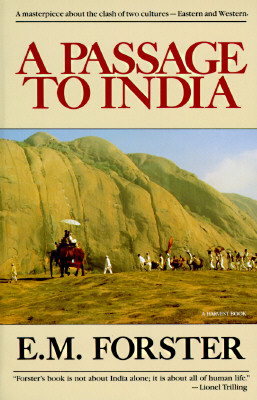 A masterpiece about the clash of two cultures—Eastern and Western.
A PASSAGE
TO INDIA
A HARVEST BOOK
E.M. FORSTER
"Forster's book is not about India alone; it is about all of human life."
—Lionel Trilling